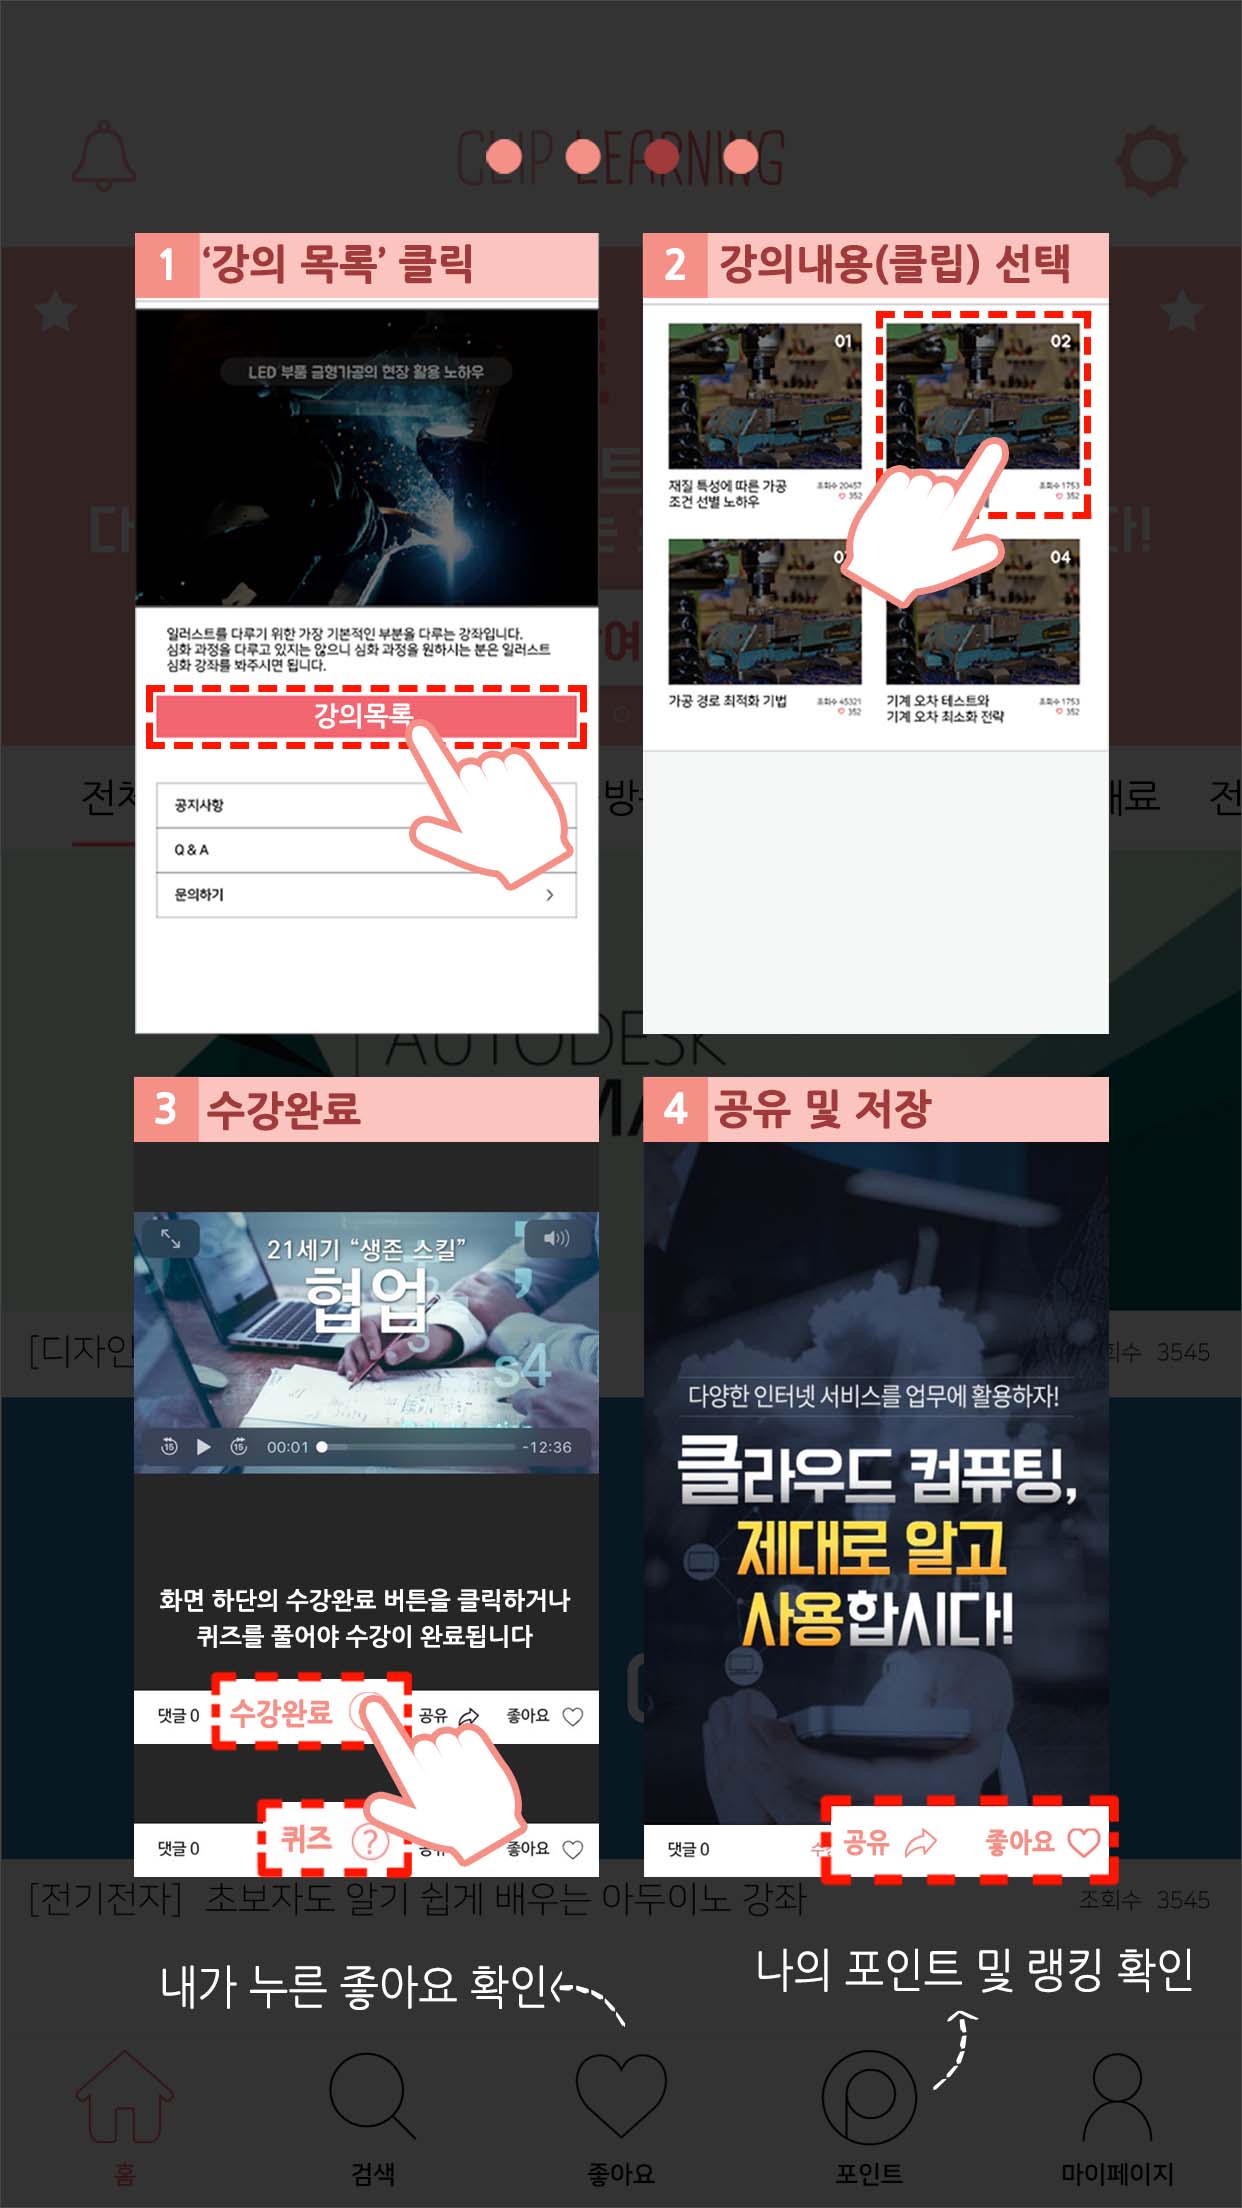 CLIP LEARNING
1 '강의 목록' 클릭
LED 부품 금형가공의 현장 활용 노하우
일러스트를 다루기 위한 가장 기본적인 부분을 다루는 강좌입니다.
심화 과정을 다루고 있지는 않으니 심화 과정을 원하시는 분은 일러스트
심화 강좌를 봐주시면 됩니다.
강의목록
공지사항
Q & A
문의하기
2 강의내용(클립) 선택
01
재질 특성에 따른 가공
조건 선별 노하우
조회수 20457
352
02
조회수 1753
352
가공 경로 최적화 기법
조회수 45321
352
04
기계 오차 테스트와
기계 오차 최소화 전략
조회수 1753
352
AUTODESK
3 수강완료
21세기 “생존 스킬”
협업
s4
15 15 00:01 -12:36
화면 하단의 수강완료 버튼을 클릭하거나
퀴즈를 풀어야 수강이 완료됩니다
댓글 0 수강완료 공유 좋아요
댓글 0 퀴즈 ? 공유 좋아요
4 공유 및 저장
다양한 인터넷 서비스를 업무에 활용하자!
클라우드 컴퓨팅,
제대로 알고
사용합시다!
댓글 0 공유 좋아요
조회수 3545
[전기전자] 초보자도 알기 쉽게 배우는 아두이노 강좌 조회수 3545
내가 누른 좋아요 확인
나의 포인트 및 랭킹 확인
홈 검색 좋아요 포인트 마이페이지